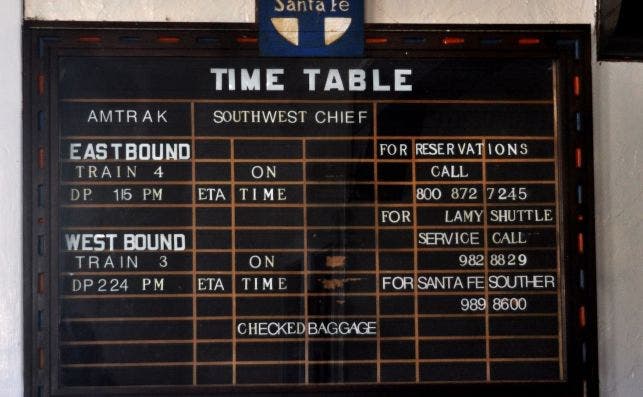 Santa Fe
TIME TABLE
AMTRAK SOUTHWEST CHIEF
EASTBOUND FOR RESERVATIONS
TRAIN 4 ON CALL
DP. 115 PM ETA TIME 800 872 7245
FOR LAMY SHUTTLE
WEST BOUND SERVICE CALL
TRAIN 3 ON 982 8829
DP 224 PM ETA TIME FOR SANTA FE SOUTHER
989 8600
CHECKED BAGGAGE